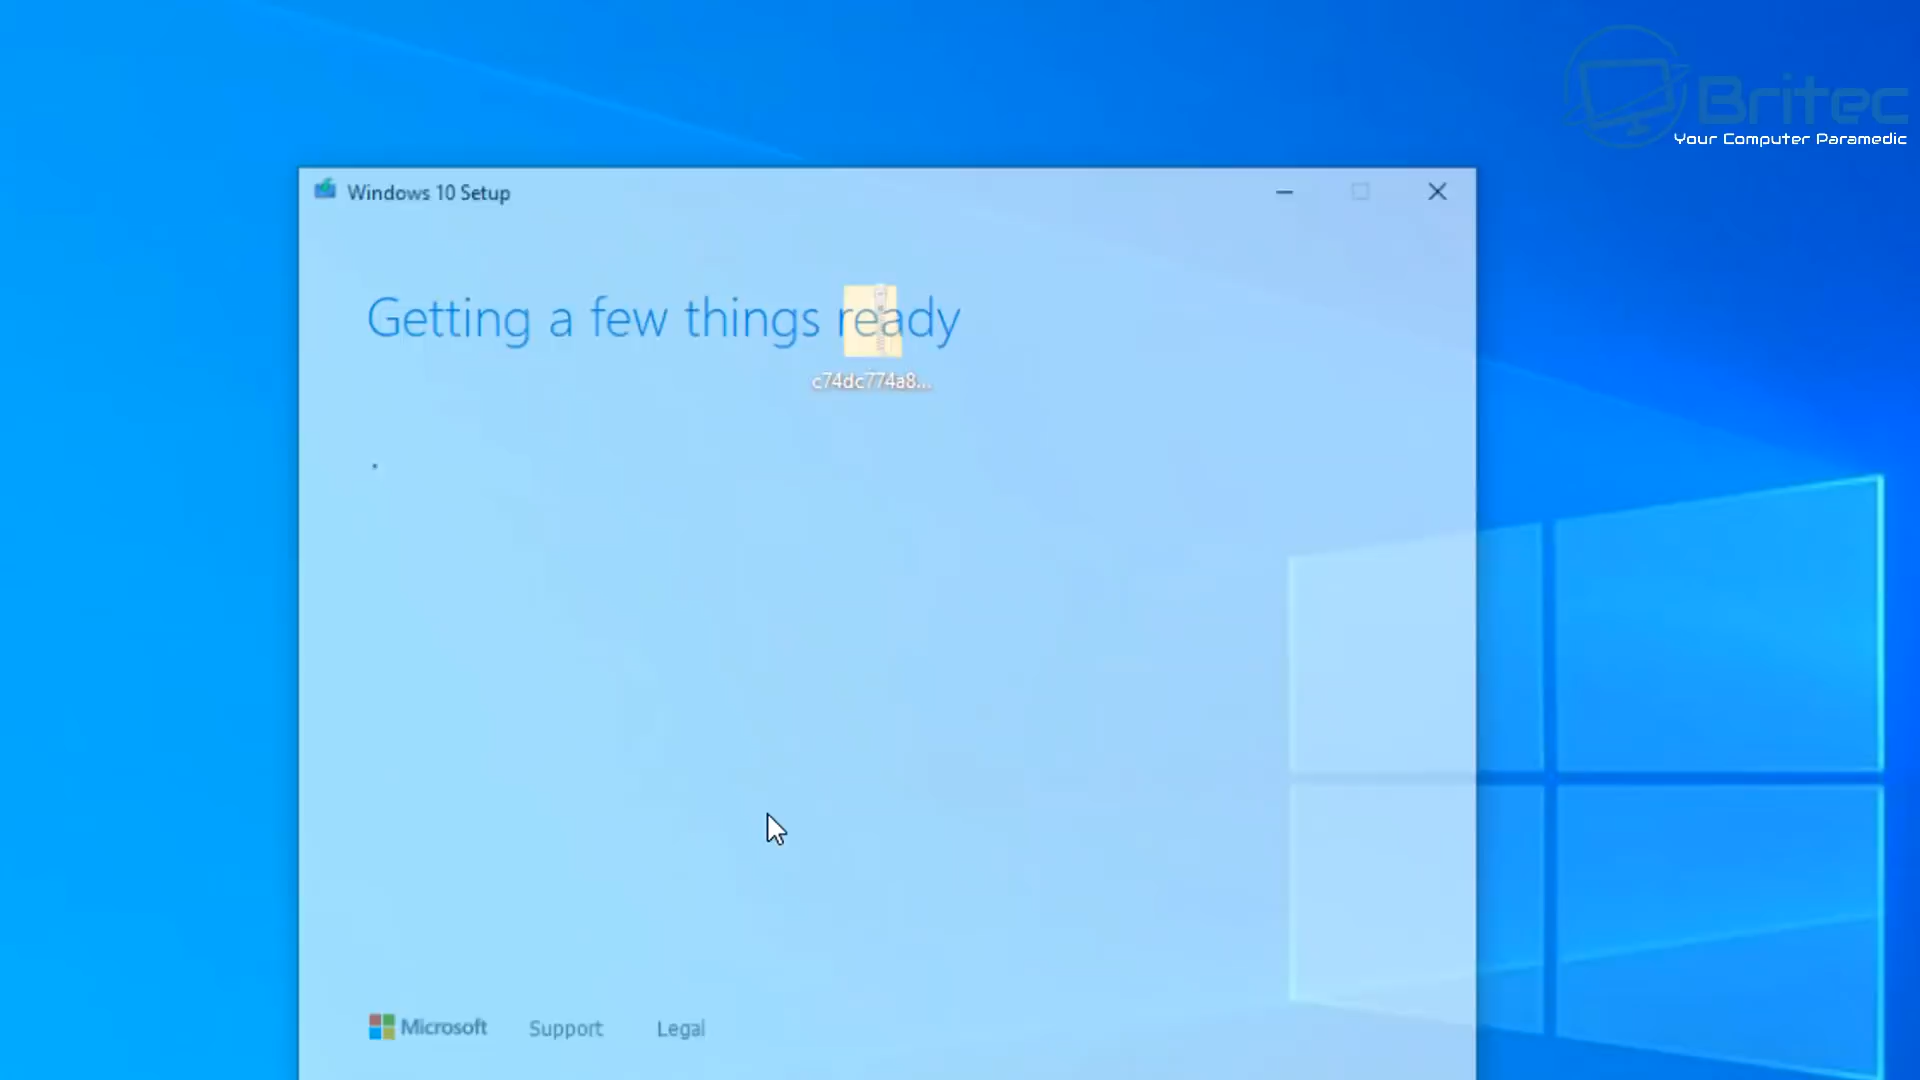 Britec
Your Computer Paramedic
Windows 10 Setup
Getting a few things ready
c74dc774a8...
Microsoft
Support
Legal